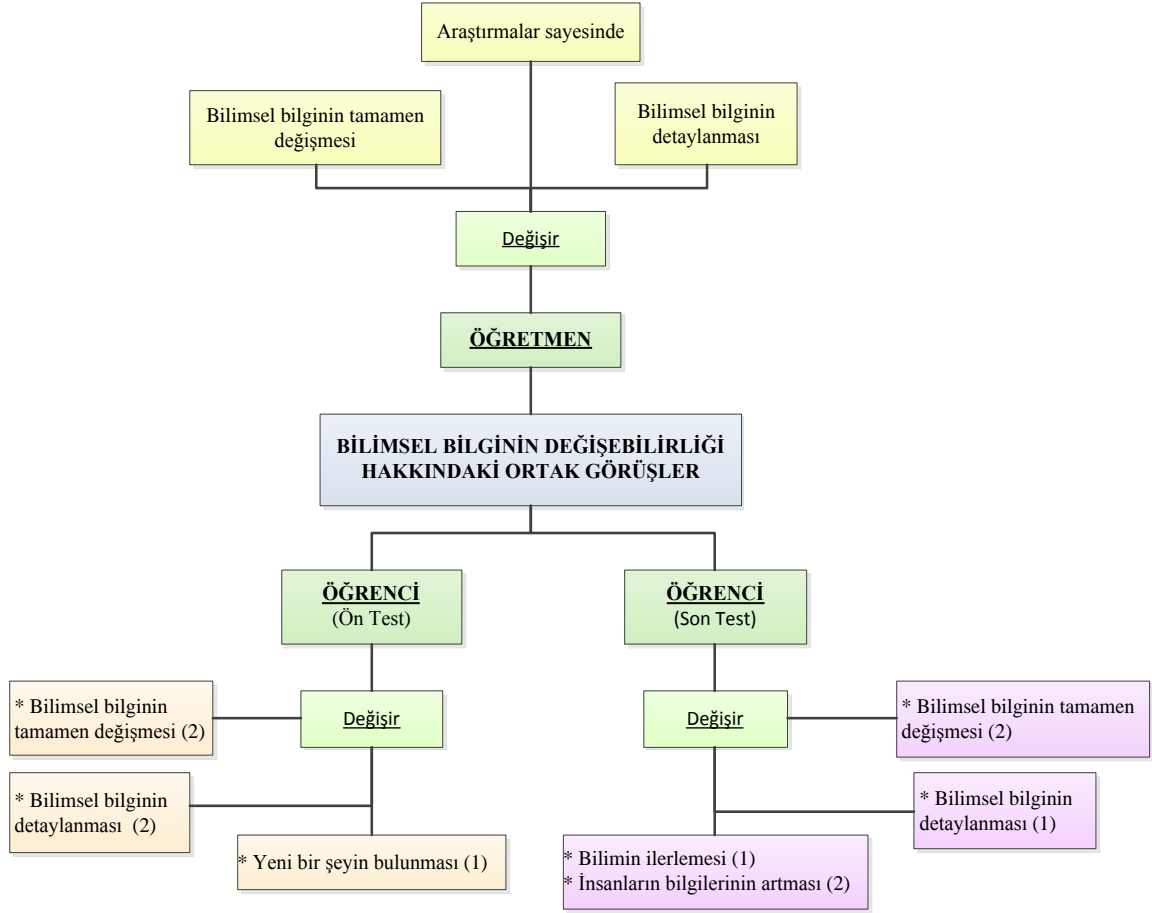 Araştırmalar sayesinde
Bilimsel bilginin tamamen
değişmesi
Bilimsel bilginin
detaylanması
Değişir
ÖĞRETMEN
BİLİMSEL BİLGİNİN DEĞİŞEBİLİRLİĞİ
HAKKINDAKİ ORTAK GÖRÜŞLER
ÖĞRENCİ
(Ön Test)
ÖĞRENCİ
(Son Test)
* Bilimsel bilginin
tamamen değişmesi (2)
Değişir
Değişir
* Bilimsel bilginin tamamen
değişmesi (2)
* Bilimsel bilginin
detaylanması (2)
* Bilimsel bilginin
detaylanması (1)
* Yeni bir şeyin bulunması (1)
* Bilimin ilerlemesi (1)
* İnsanların bilgilerinin artması (2)